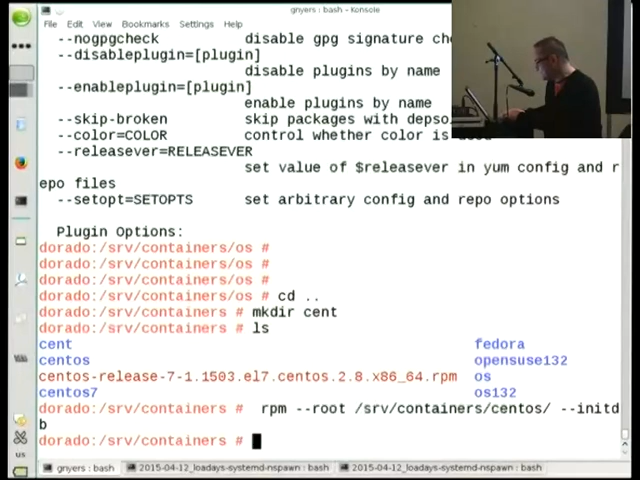 gnyers : bash - Konsole
File Edit View Bookmarks Settings Help
--nogpgcheck disable gpg signature che
--disableplugin=[plugin]
disable plugins by name
--enableplugin=[plugin]
enable plugins by name
--skip-broken skip packages with depso
--color=COLOR control whether color is
--releasever=RELEASEVER
set value of $releasever in yum config and r
epo files
--setopt=SETOPTS set arbitrary config and repo options
Plugin Options:
dorado:/srv/containers/os #
dorado:/srv/containers/os #
dorado:/srv/containers/os #
dorado:/srv/containers/os # cd ..
dorado:/srv/containers # mkdir cent
dorado:/srv/containers # ls
cent fedora
centos opensuse132
centos-release-7-1.1503.el7.centos.2.8.x86_64.rpm os
centos7 os132
dorado:/srv/containers # rpm --root /srv/containers/centos/ --initd
b
dorado:/srv/containers #
us
gnyers : bash 2015-04-12_loadays-systemd-nspawn : bash 2015-04-12_loadays-systemd-nspawn : bash